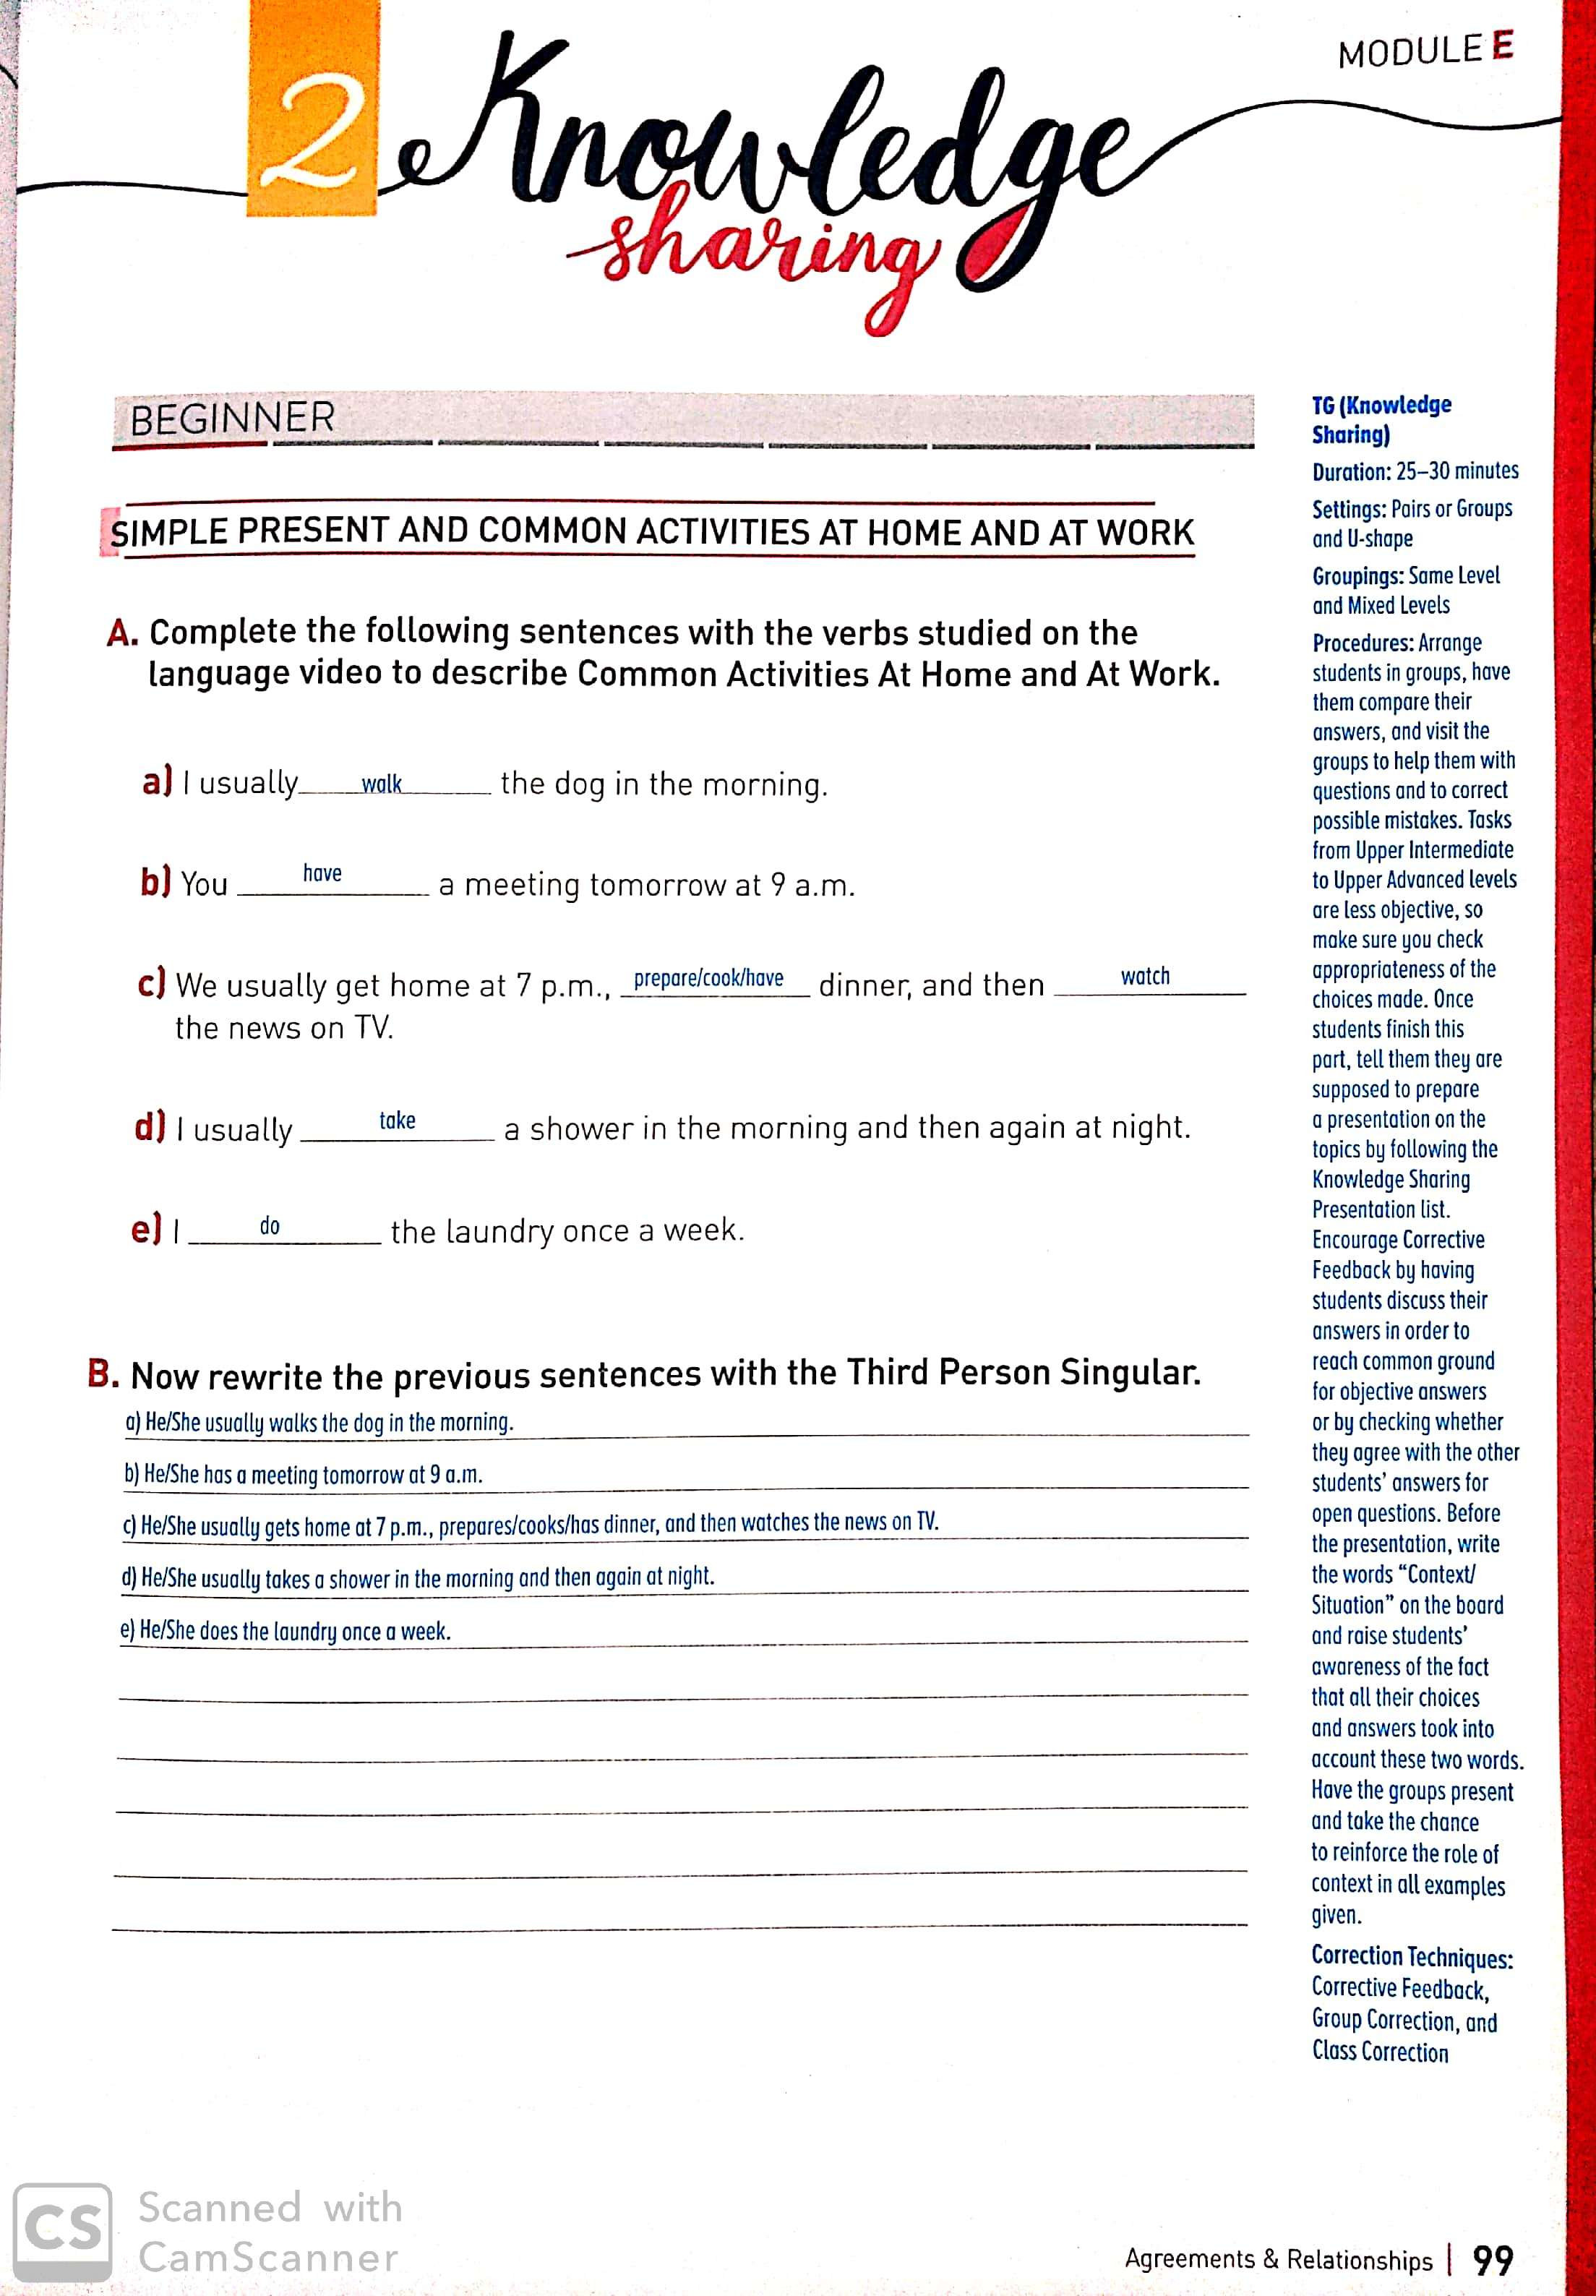 MODULE E
2 Knowledge
sharing
BEGINNER
SIMPLE PRESENT AND COMMON ACTIVITIES AT HOME AND AT WORK
A. Complete the following sentences with the verbs studied on the
language video to describe Common Activities At Home and At Work.
a) I usually walk the dog in the morning.
b) You have a meeting tomorrow at 9 a.m.
c) We usually get home at 7 p.m., prepare/cook/have dinner, and then watch
the news on TV.
d) I usually take a shower in the morning and then again at night.
e) I do the laundry once a week.
B. Now rewrite the previous sentences with the Third Person Singular.
a) He/She usually walks the dog in the morning.
b) He/She has a meeting tomorrow at 9 a.m.
c) He/She usually gets home at 7 p.m., prepares/cooks/has dinner, and then watches the news on TV.
d) He/She usually takes a shower in the morning and then again at night.
e) He/She does the laundry once a week.
TG (Knowledge
Sharing)
Duration: 25–30 minutes
Settings: Pairs or Groups
and U-shape
Groupings: Same Level
and Mixed Levels
Procedures: Arrange
students in groups, have
them compare their
answers, and visit the
groups to help them with
questions and to correct
possible mistakes. Tasks
from Upper Intermediate
to Upper Advanced levels
are less objective, so
make sure you check
appropriateness of the
choices made. Once
students finish this
part, tell them they are
supposed to prepare
a presentation on the
topics by following the
Knowledge Sharing
Presentation list.
Encourage Corrective
Feedback by having
students discuss their
answers in order to
reach common ground
for objective answers
or by checking whether
they agree with the other
students' answers for
open questions. Before
the presentation, write
the words “Context/
Situation” on the board
and raise students'
awareness of the fact
that all their choices
and answers took into
account these two words.
Have the groups present
and take the chance
to reinforce the role of
context in all examples
given.
Correction Techniques:
Corrective Feedback,
Group Correction, and
Class Correction
CS Scanned with
CamScanner
Agreements & Relationships | 99